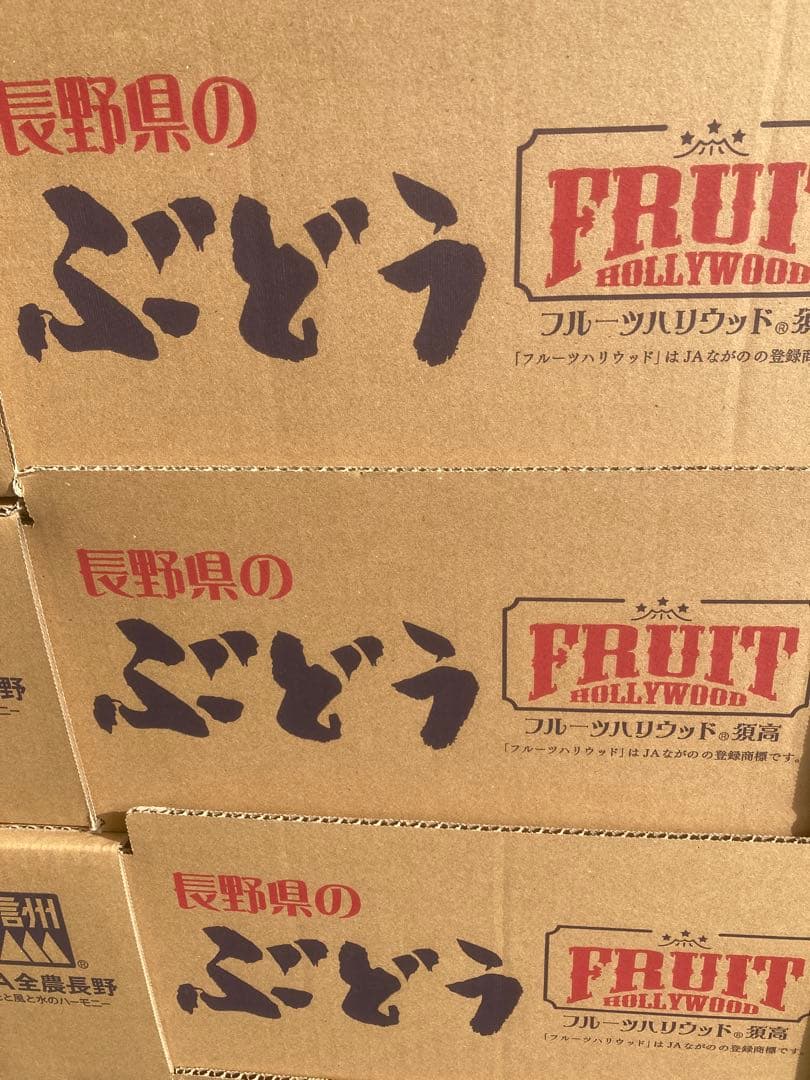 長野県の
ぶどう
FRUIT
HOLLYWOOD
フルーツハリウッド®須
「フルーツハリウッド」はJAながのの登録商
長野県の
ぶどう
FRUIT
HOLLYWOOD
フルーツハリウッド®須高
「フルーツハリウッド」はJAながのの登録商標です。
野
長野県の
ぶどう
FRUIT
HOLLYWOOD
フルーツハリウッド®須高
「フルーツハリウッド」はJAながのの登録商標です
信州
®
A全農長野
と風と水のハーモニー